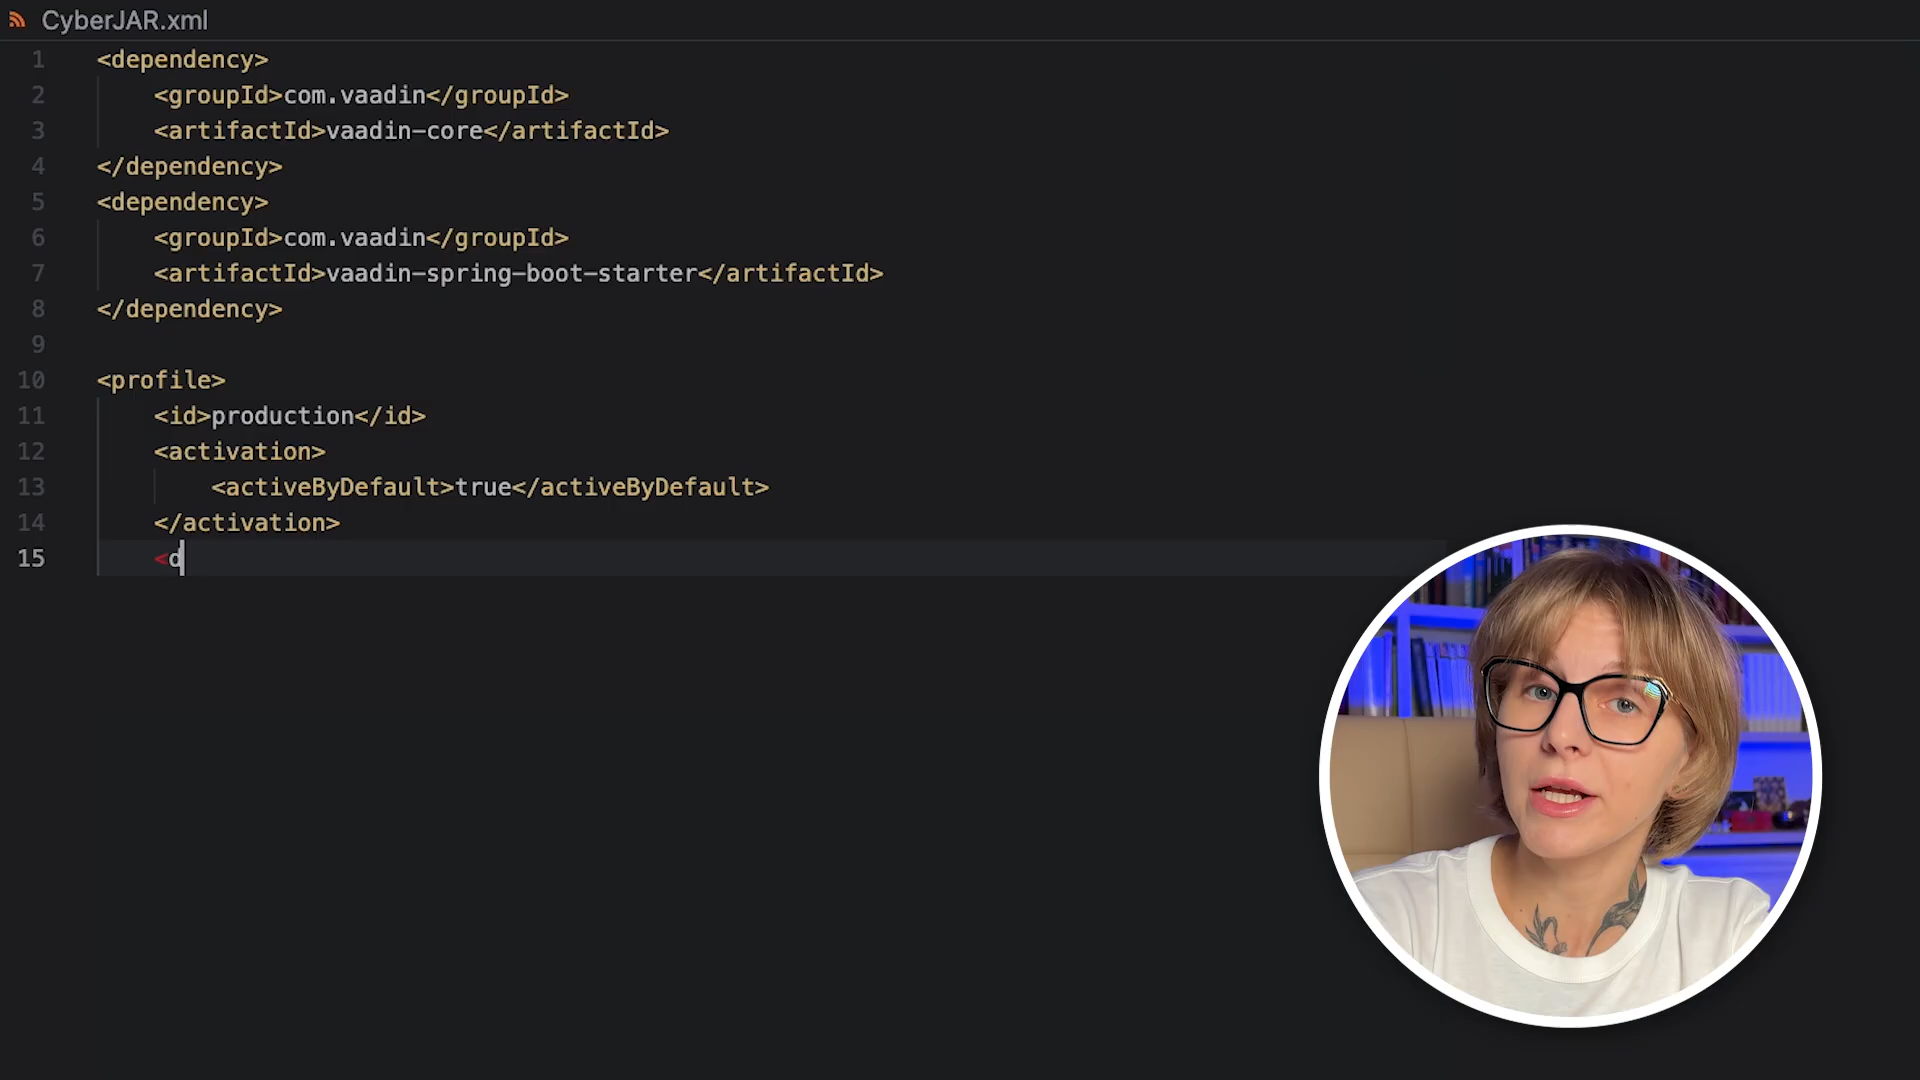 CyberJAR.xml
1 <dependency>
2 <groupId>com.vaadin</groupId>
3 <artifactId>vaadin-core</artifactId>
4 </dependency>
5 <dependency>
6 <groupId>com.vaadin</groupId>
7 <artifactId>vaadin-spring-boot-starter</artifactId>
8 </dependency>
9
10 <profile>
11 <id>production</id>
12 <activation>
13 <activeByDefault>true</activeByDefault>
14 </activation>
15 <d